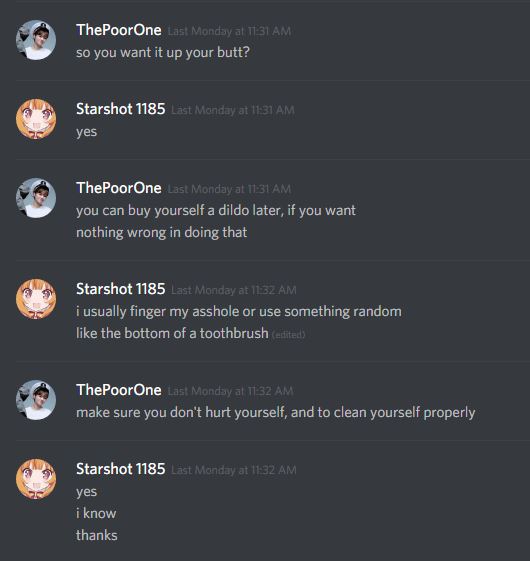 ThePoorOne Last Monday at 11:31 AM
so you want it up your butt?
Starshot 1185 Last Monday at 11:31 AM
yes
ThePoorOne Last Monday at 11:31 AM
you can buy yourself a dildo later, if you want
nothing wrong in doing that
Starshot 1185 Last Monday at 11:32 AM
i usually finger my asshole or use something random
like the bottom of a toothbrush (edited)
ThePoorOne Last Monday at 11:32 AM
make sure you don't hurt yourself, and to clean yourself properly
Starshot 1185 Last Monday at 11:32 AM
yes
i know
thanks